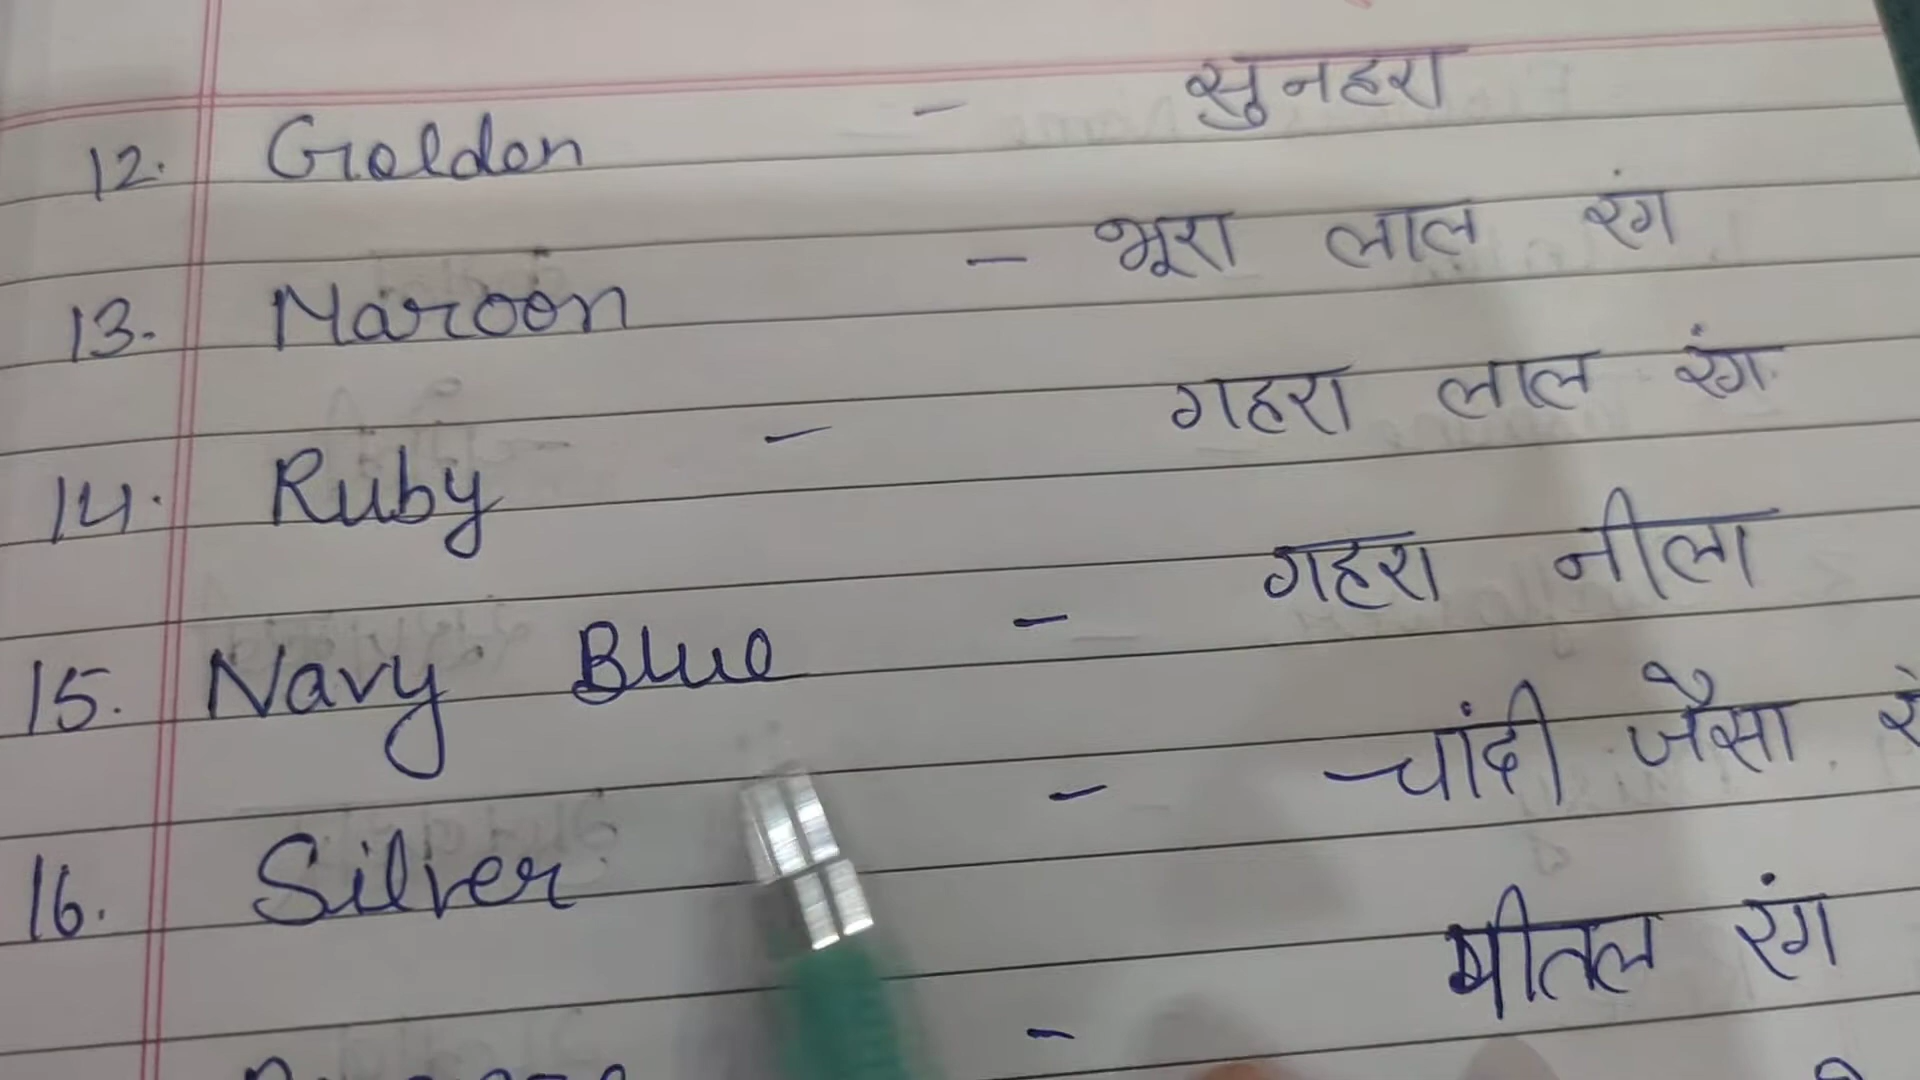 12. Golden - सुनहरा
13. Maroon - भूरा लाल रंग
14. Ruby - गहरा लाल रंग
15. Navy Blue - गहरा नीला
16. Silver - चांदी जैसा
- पीतल रंग